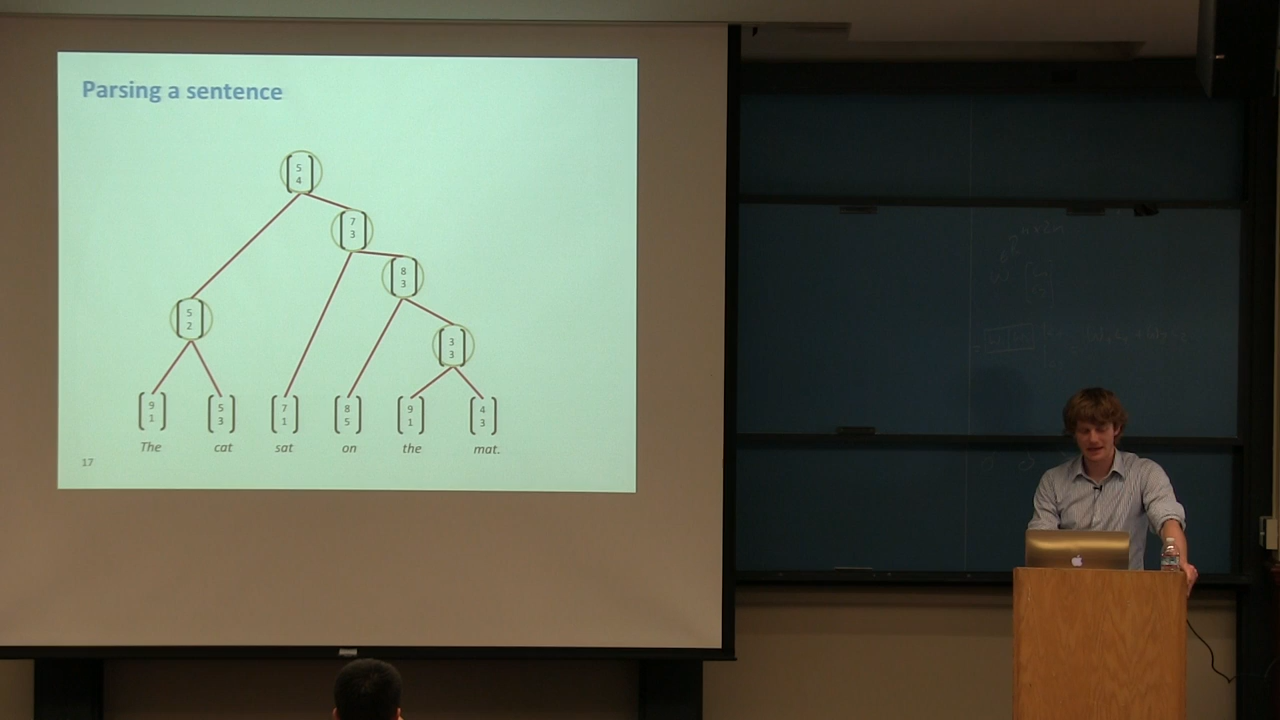 Parsing a sentence
5
4
7
3
8
3
5
2
3
3
9 5 7 8 9 4
1 3 1 5 1 3
The cat sat on the mat.
17